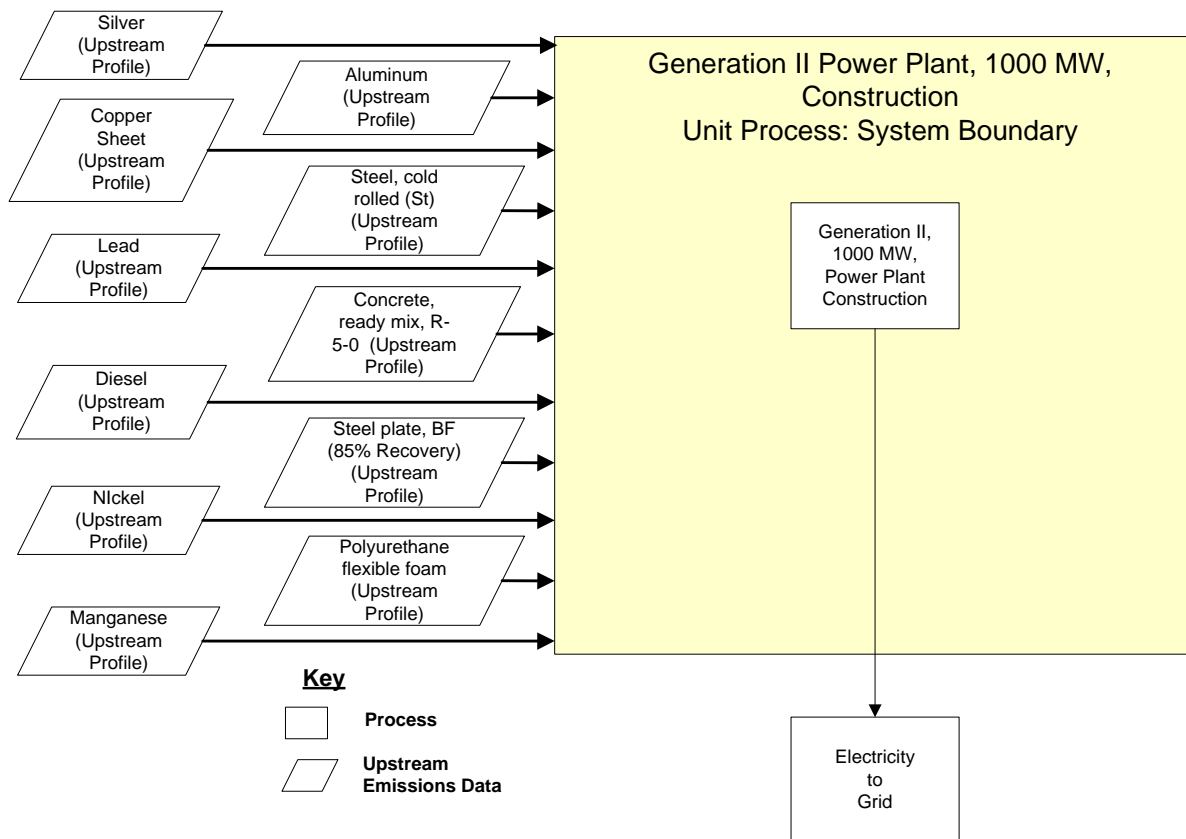 Silver
(Upstream
Profile)
Aluminum
(Upstream
Profile)
Copper
Sheet
(Upstream
Profile)
Steel, cold
rolled (St)
(Upstream
Profile)
Lead
(Upstream
Profile)
Concrete,
ready mix, R-
5-0 (Upstream
Profile)
Diesel
(Upstream
Profile)
Steel plate, BF
(85% Recovery)
(Upstream
Profile)
NIckel
(Upstream
Profile)
Polyurethane
flexible foam
(Upstream
Profile)
Manganese
(Upstream
Profile)
Generation II Power Plant, 1000 MW,
Construction
Unit Process: System Boundary
Generation II,
1000 MW,
Power Plant
Construction
Key
Process
Upstream
Emissions Data
Electricity
to
Grid